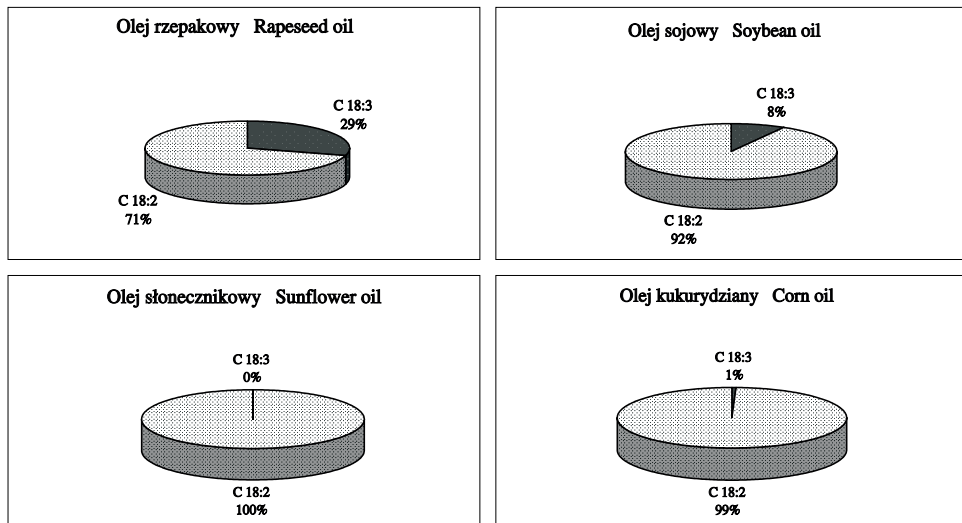 Olej rzepakowy Rapeseed oil
C 18:3
29%
C 18:2
71%
Olej sojowy Soybean oil
C 18:3
8%
C 18:2
92%
Olej słonecznikowy Sunflower oil
C 18:3
0%
C 18:2
100%
Olej kukurydziany Corn oil
C 18:3
1%
C 18:2
99%